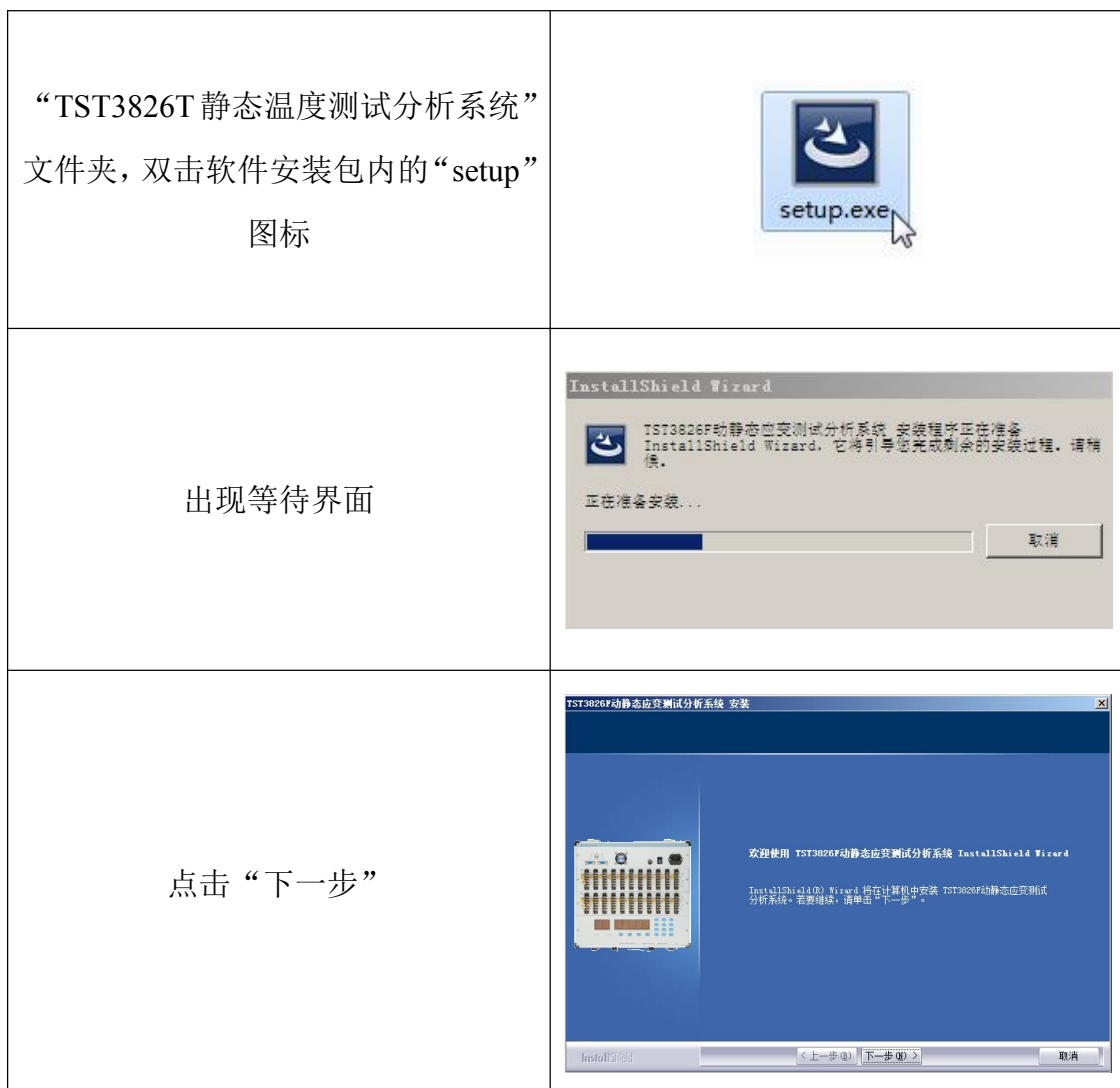 “TST3826T静态温度测试分析系统”
文件夹，双击软件安装包内的“setup”
图标
setup.exe
出现等待界面
InstallShield Wizard
TST3826F动静态应变测试分析系统 安装程序正在准备
InstallShield Wizard，它将引导您完成剩余的安装过程。请稍
候。
正在准备安装...
取消
点击“下一步”
TST3826F动静态应变测试分析系统 安装
欢迎使用 TST3826F动静态应变测试分析系统 InstallShield Wizard
InstallShield(R) Wizard 将在计算机中安装 TST3826F动静态应变测试
分析系统。若要继续，请单击“下一步”。
InstallShield
<上一步(B) 下一步(N) > 取消